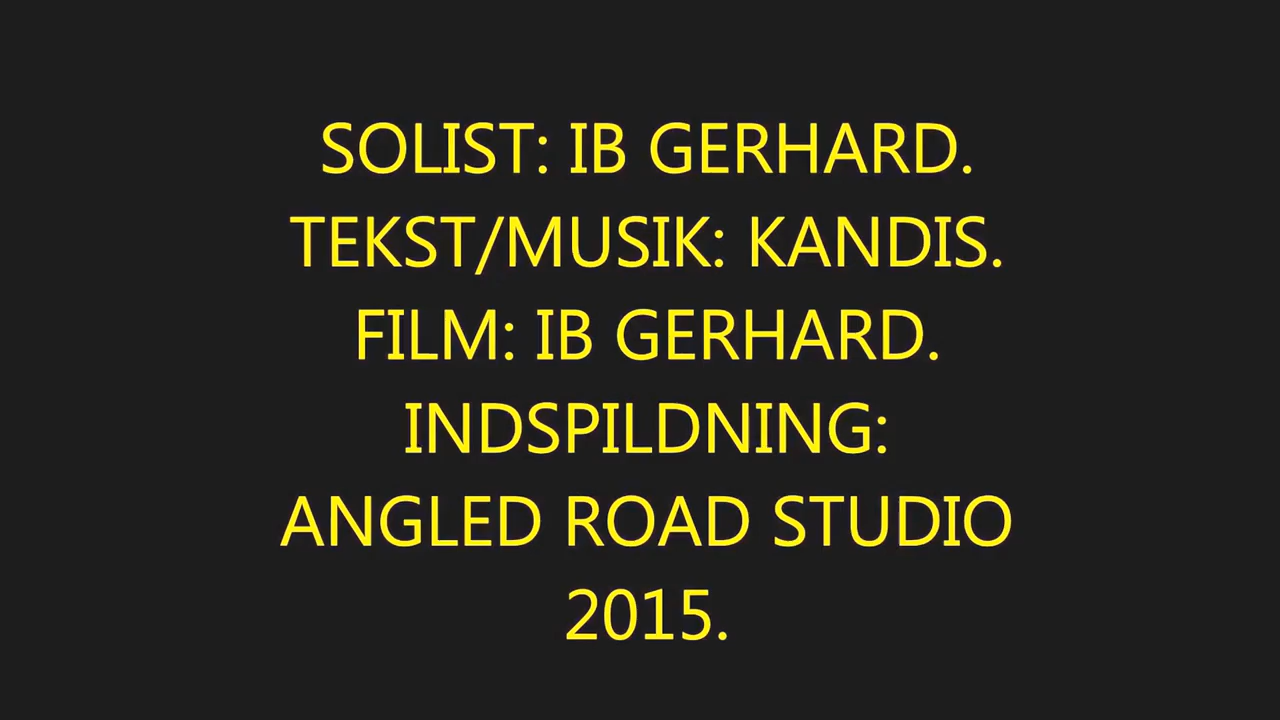 SOLIST: IB GERHARD.
TEKST/MUSIK: KANDIS.
FILM: IB GERHARD.
INDSPILDNING:
ANGLED ROAD STUDIO
2015.